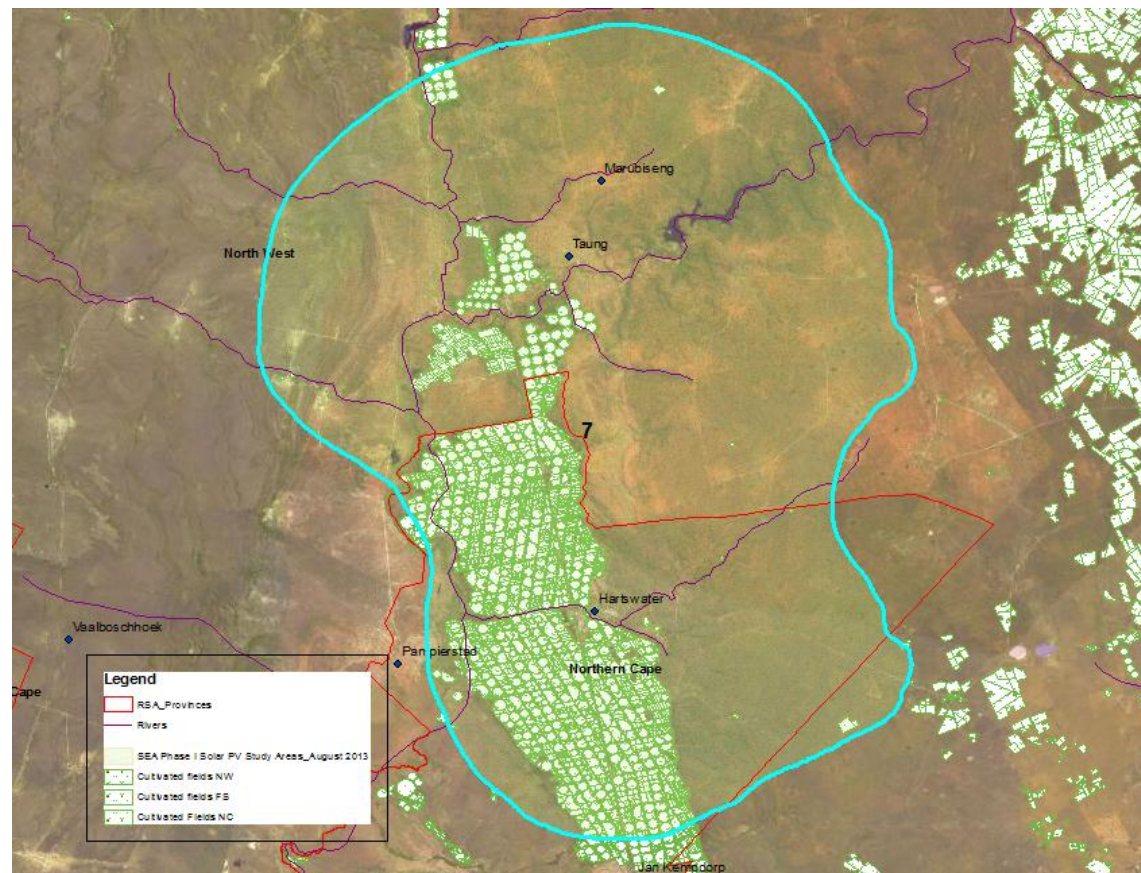 Marubiseng
Taung
North West
7
Hartswater
Vaalboschhoek
Pampierstad
Northern Cape
Cape
Legend
RSA_Provinces
Rivers
SEA Phase I Solar PV Study Areas_August 2013
Cultivated fields NW
Cultivated fields FS
Cultivated Fields NC
Jan Kempdorp